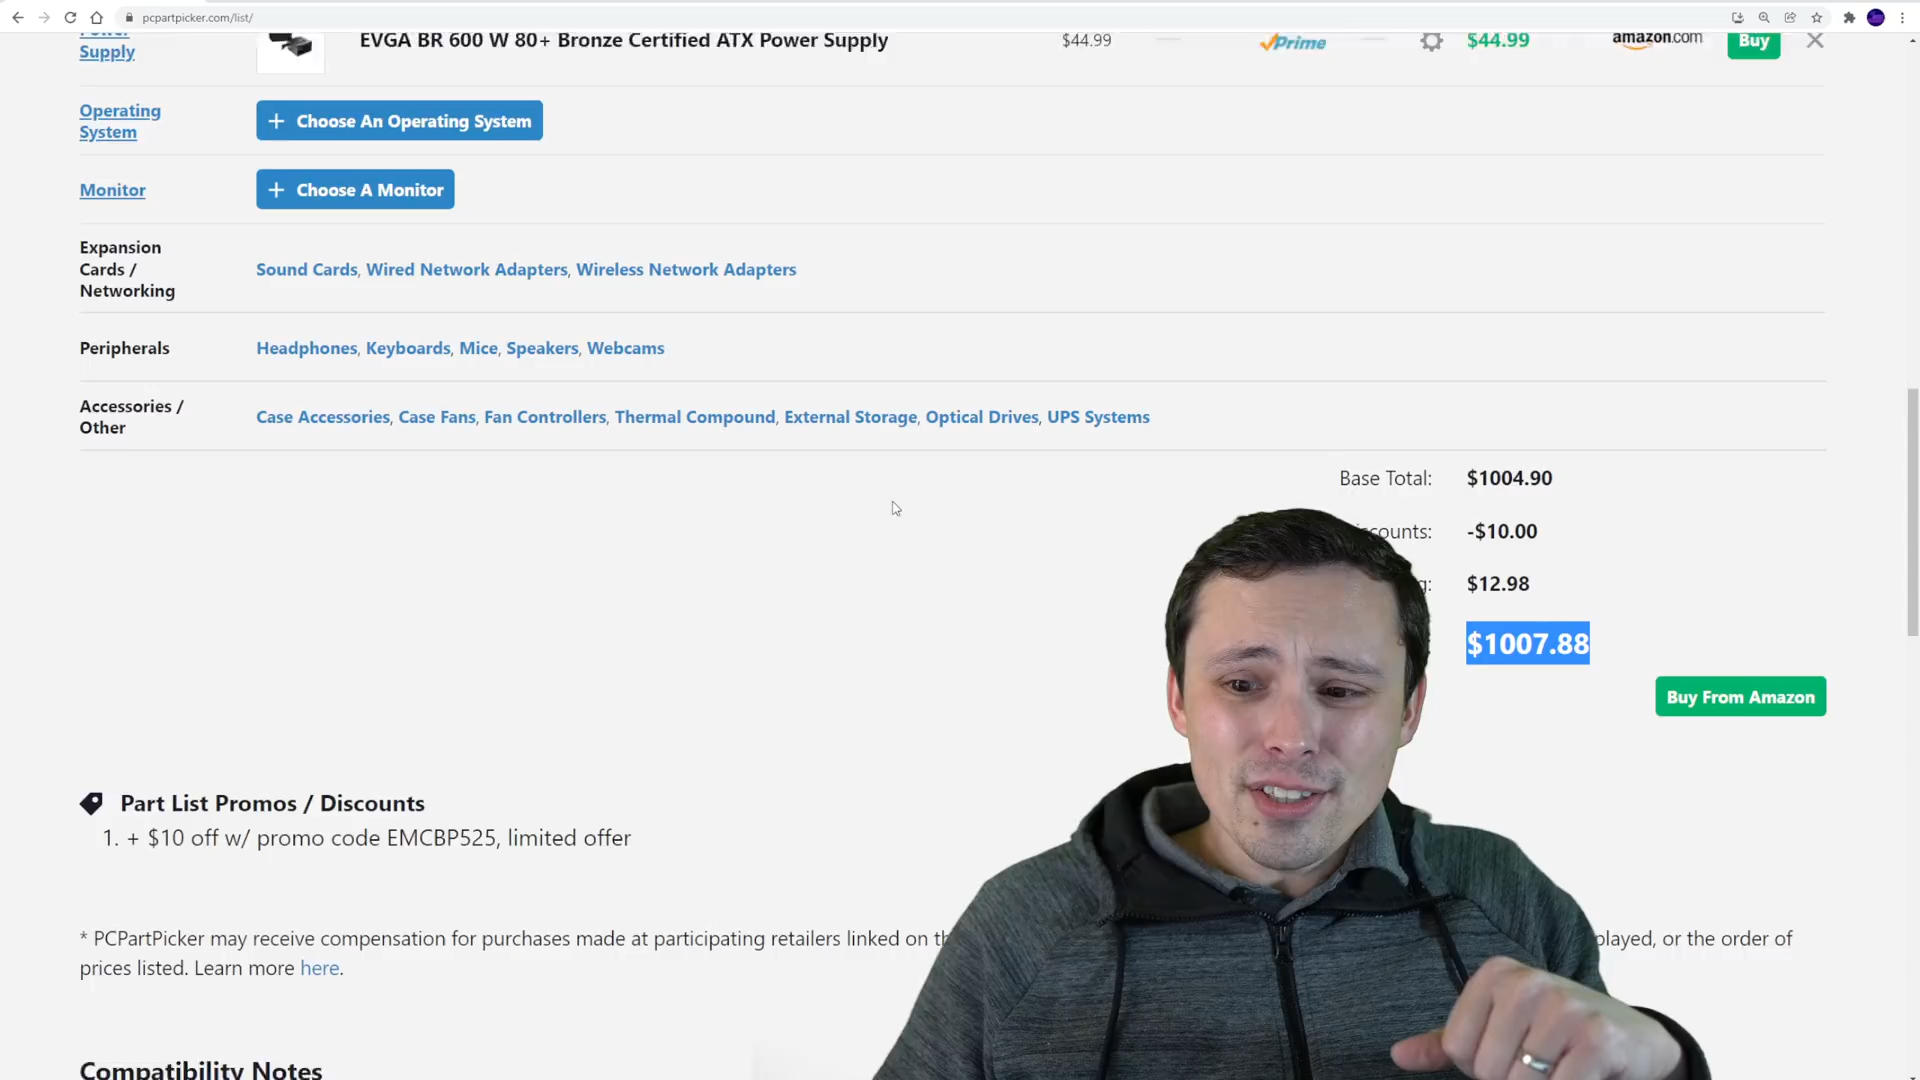 pcpartpicker.com/list/
Power
Supply
EVGA BR 600 W 80+ Bronze Certified ATX Power Supply
$44.99
Prime
$44.99
amazon.com
Buy
Operating
System
Choose An Operating System
Monitor
Choose A Monitor
Expansion
Cards /
Networking
Sound Cards, Wired Network Adapters, Wireless Network Adapters
Peripherals
Headphones, Keyboards, Mice, Speakers, Webcams
Accessories /
Other
Case Accessories, Case Fans, Fan Controllers, Thermal Compound, External Storage, Optical Drives, UPS Systems
Base Total:
$1004.90
counts:
-$10.00
g:
$12.98
$1007.88
Buy From Amazon
Part List Promos / Discounts
1. + $10 off w/ promo code EMCBP525, limited offer
* PCPartPicker may receive compensation for purchases made at participating retailers linked on th
played, or the order of
prices listed. Learn more here.
Compatibility Notes